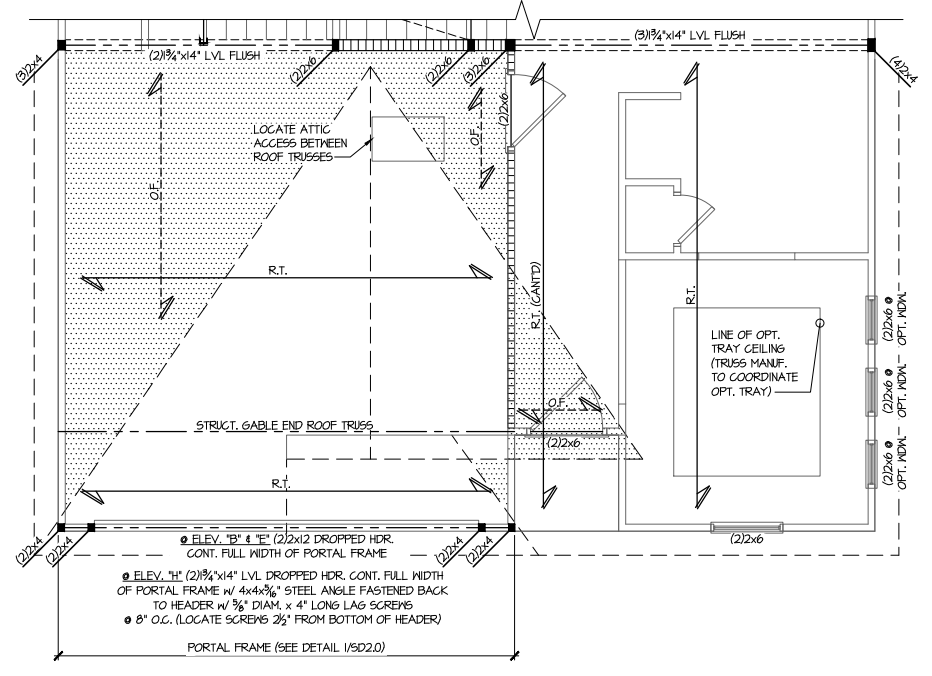 (3)1¾"x14" LVL FLUSH
(2)1¾"x14" LVL FLUSH
(3)2x4
(2)2x6
(2)2x6
(3)2x6
(4)2x4
(2)2x6
LOCATE ATTIC
ACCESS BETWEEN
ROOF TRUSSES
O.F.
O.F.
R.T.
R.T. (CANT'D)
R.T.
LINE OF OPT.
TRAY CEILING
(TRUSS MANUF.
TO COORDINATE
OPT. TRAY)
(2)2x6 @
OPT. WDW.
(2)2x6 @
OPT. WDW.
(2)2x6 @
OPT. WDW.
O.F.
STRUCT. GABLE END ROOF TRUSS
(2)2x6
R.T.
(2)2x4
(2)2x4
(2)2x4
(2)2x4
(2)2x6
@ ELEV. "B" & "E" (2)2x12 DROPPED HDR.
CONT. FULL WIDTH OF PORTAL FRAME
@ ELEV. "H" (2)1¾"x14" LVL DROPPED HDR. CONT. FULL WIDTH
OF PORTAL FRAME W/ 4x4x5/16" STEEL ANGLE FASTENED BACK
TO HEADER W/ 5/8" DIAM. x 4" LONG LAG SCREWS
@ 8" O.C. (LOCATE SCREWS 2½" FROM BOTTOM OF HEADER)
PORTAL FRAME (SEE DETAIL 1/SD2.0)